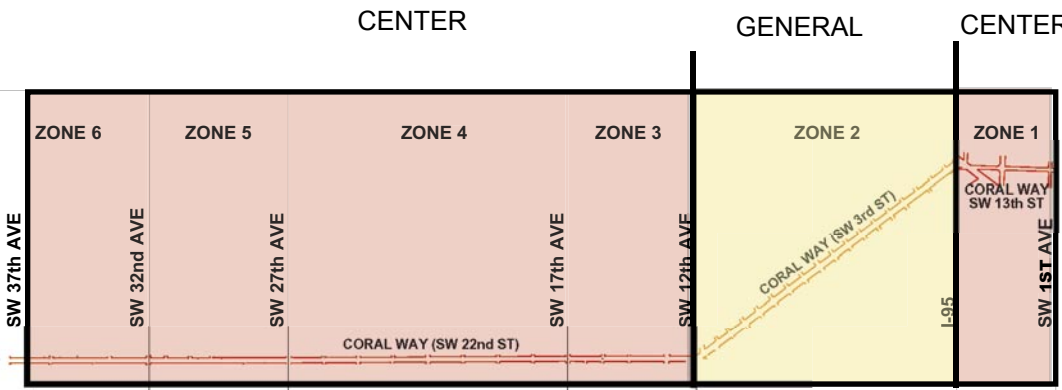 CENTER
GENERAL
CENTER
ZONE 6
ZONE 5
ZONE 4
ZONE 3
ZONE 2
ZONE 1
CORAL WAY
SW 13th ST
CORAL WAY (SW 3rd ST)
SW 37th AVE
SW 32nd AVE
SW 27th AVE
SW 17th AVE
SW 12th AVE
I-95
SW 1ST AVE
CORAL WAY (SW 22nd ST)